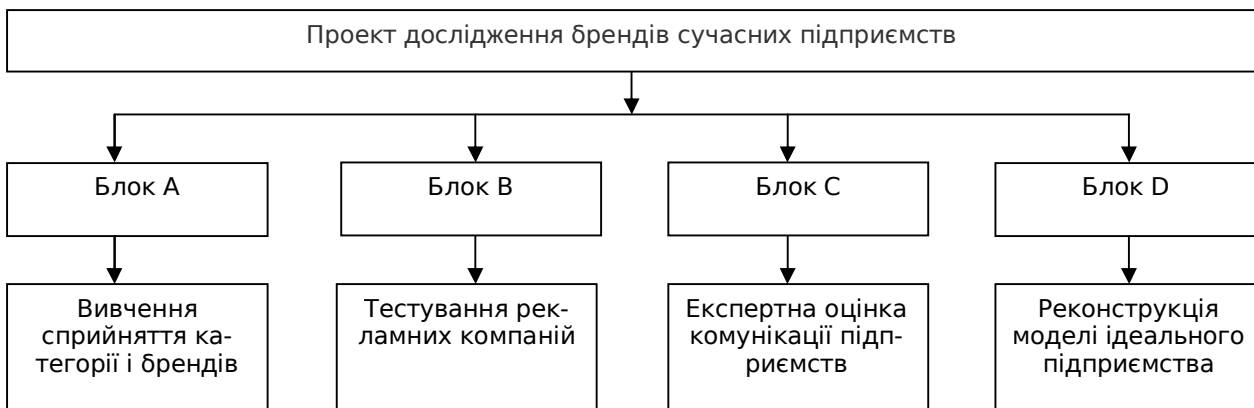 Проект дослідження брендів сучасних підприємств
Блок A
Блок B
Блок C
Блок D
Вивчення
сприйняття ка-
тегорії і брендів
Тестування рек-
ламних компаній
Експертна оцінка
комунікації підп-
риємств
Реконструкція
моделі ідеального
підприємства